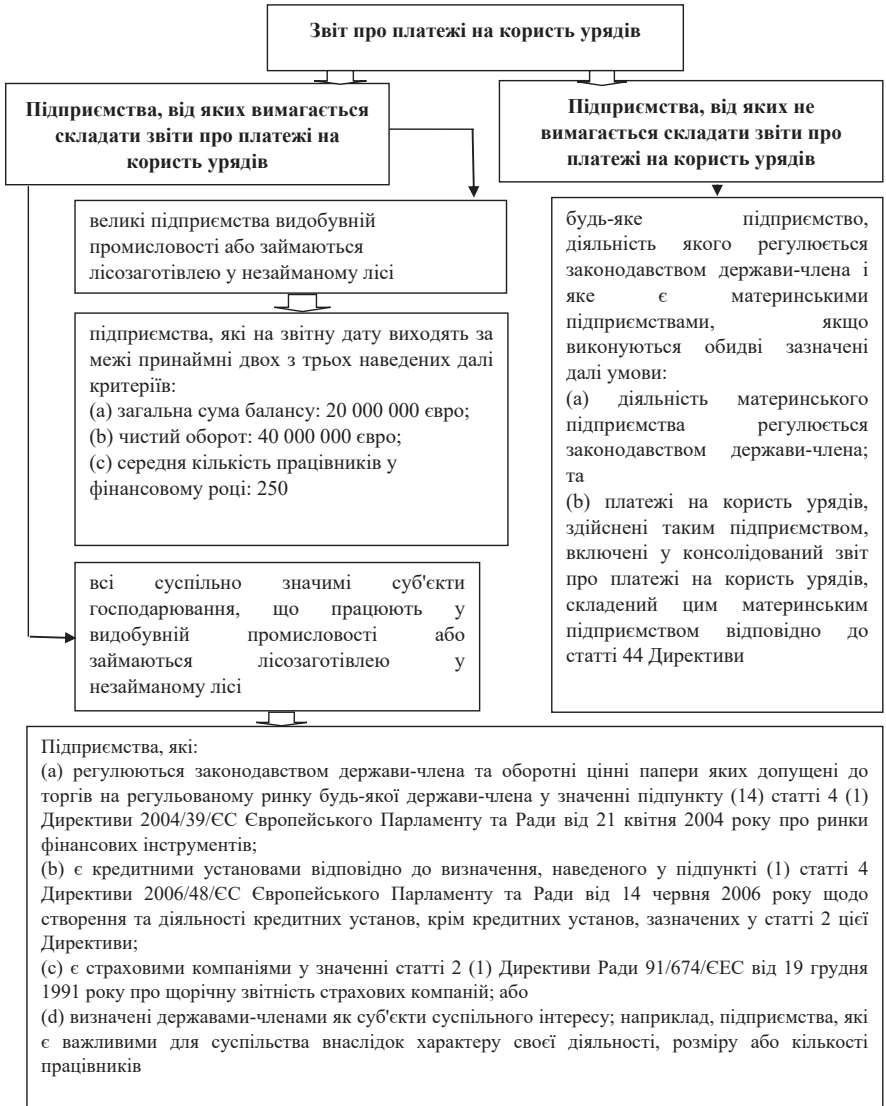 Звіт про платежі на користь урядів
Підприємства, від яких вимагається
складати звіти про платежі на
користь урядів
Підприємства, від яких не
вимагається складати звіти про
платежі на користь урядів
великі підприємства видобувній
промисловості або займаються
лісозаготівлею у незайманому лісі
підприємства, які на звітну дату виходять за
межі принаймні двох з трьох наведених далі
критеріїв:
(a) загальна сума балансу: 20 000 000 євро;
(b) чистий оборот: 40 000 000 євро;
(c) середня кількість працівників у
фінансовому році: 250
всі суспільно значимі суб'єкти
господарювання, що працюють у
видобувній промисловості або
займаються лісозаготівлею у
незайманому лісі
будь-яке підприємство,
діяльність якого регулюється
законодавством держави-члена і
яке є материнськими
підприємствами, якщо
виконуються обидві зазначені
далі умови:
(a) діяльність материнського
підприємства регулюється
законодавством держави-члена;
та
(b) платежі на користь урядів,
здійснені таким підприємством,
включені у консолідований звіт
про платежі на користь урядів,
складений цим материнським
підприємством відповідно до
статті 44 Директиви
Підприємства, які:
(a) регулюються законодавством держави-члена та оборотні цінні папери яких допущені до
торгів на регульованому ринку будь-якої держави-члена у значенні підпункту (14) статті 4 (1)
Директиви 2004/39/ЄС Європейського Парламенту та Ради від 21 квітня 2004 року про ринки
фінансових інструментів;
(b) є кредитними установами відповідно до визначення, наведеного у підпункті (1) статті 4
Директиви 2006/48/ЄС Європейського Парламенту та Ради від 14 червня 2006 року щодо
створення та діяльності кредитних установ, крім кредитних установ, зазначених у статті 2 цієї
Директиви;
(c) є страховими компаніями у значенні статті 2 (1) Директиви Ради 91/674/ЄЕС від 19 грудня
1991 року про щорічну звітність страхових компаній; або
(d) визначені державами-членами як суб'єкти суспільного інтересу; наприклад, підприємства, які
є важливими для суспільства внаслідок характеру своєї діяльності, розміру або кількості
працівників